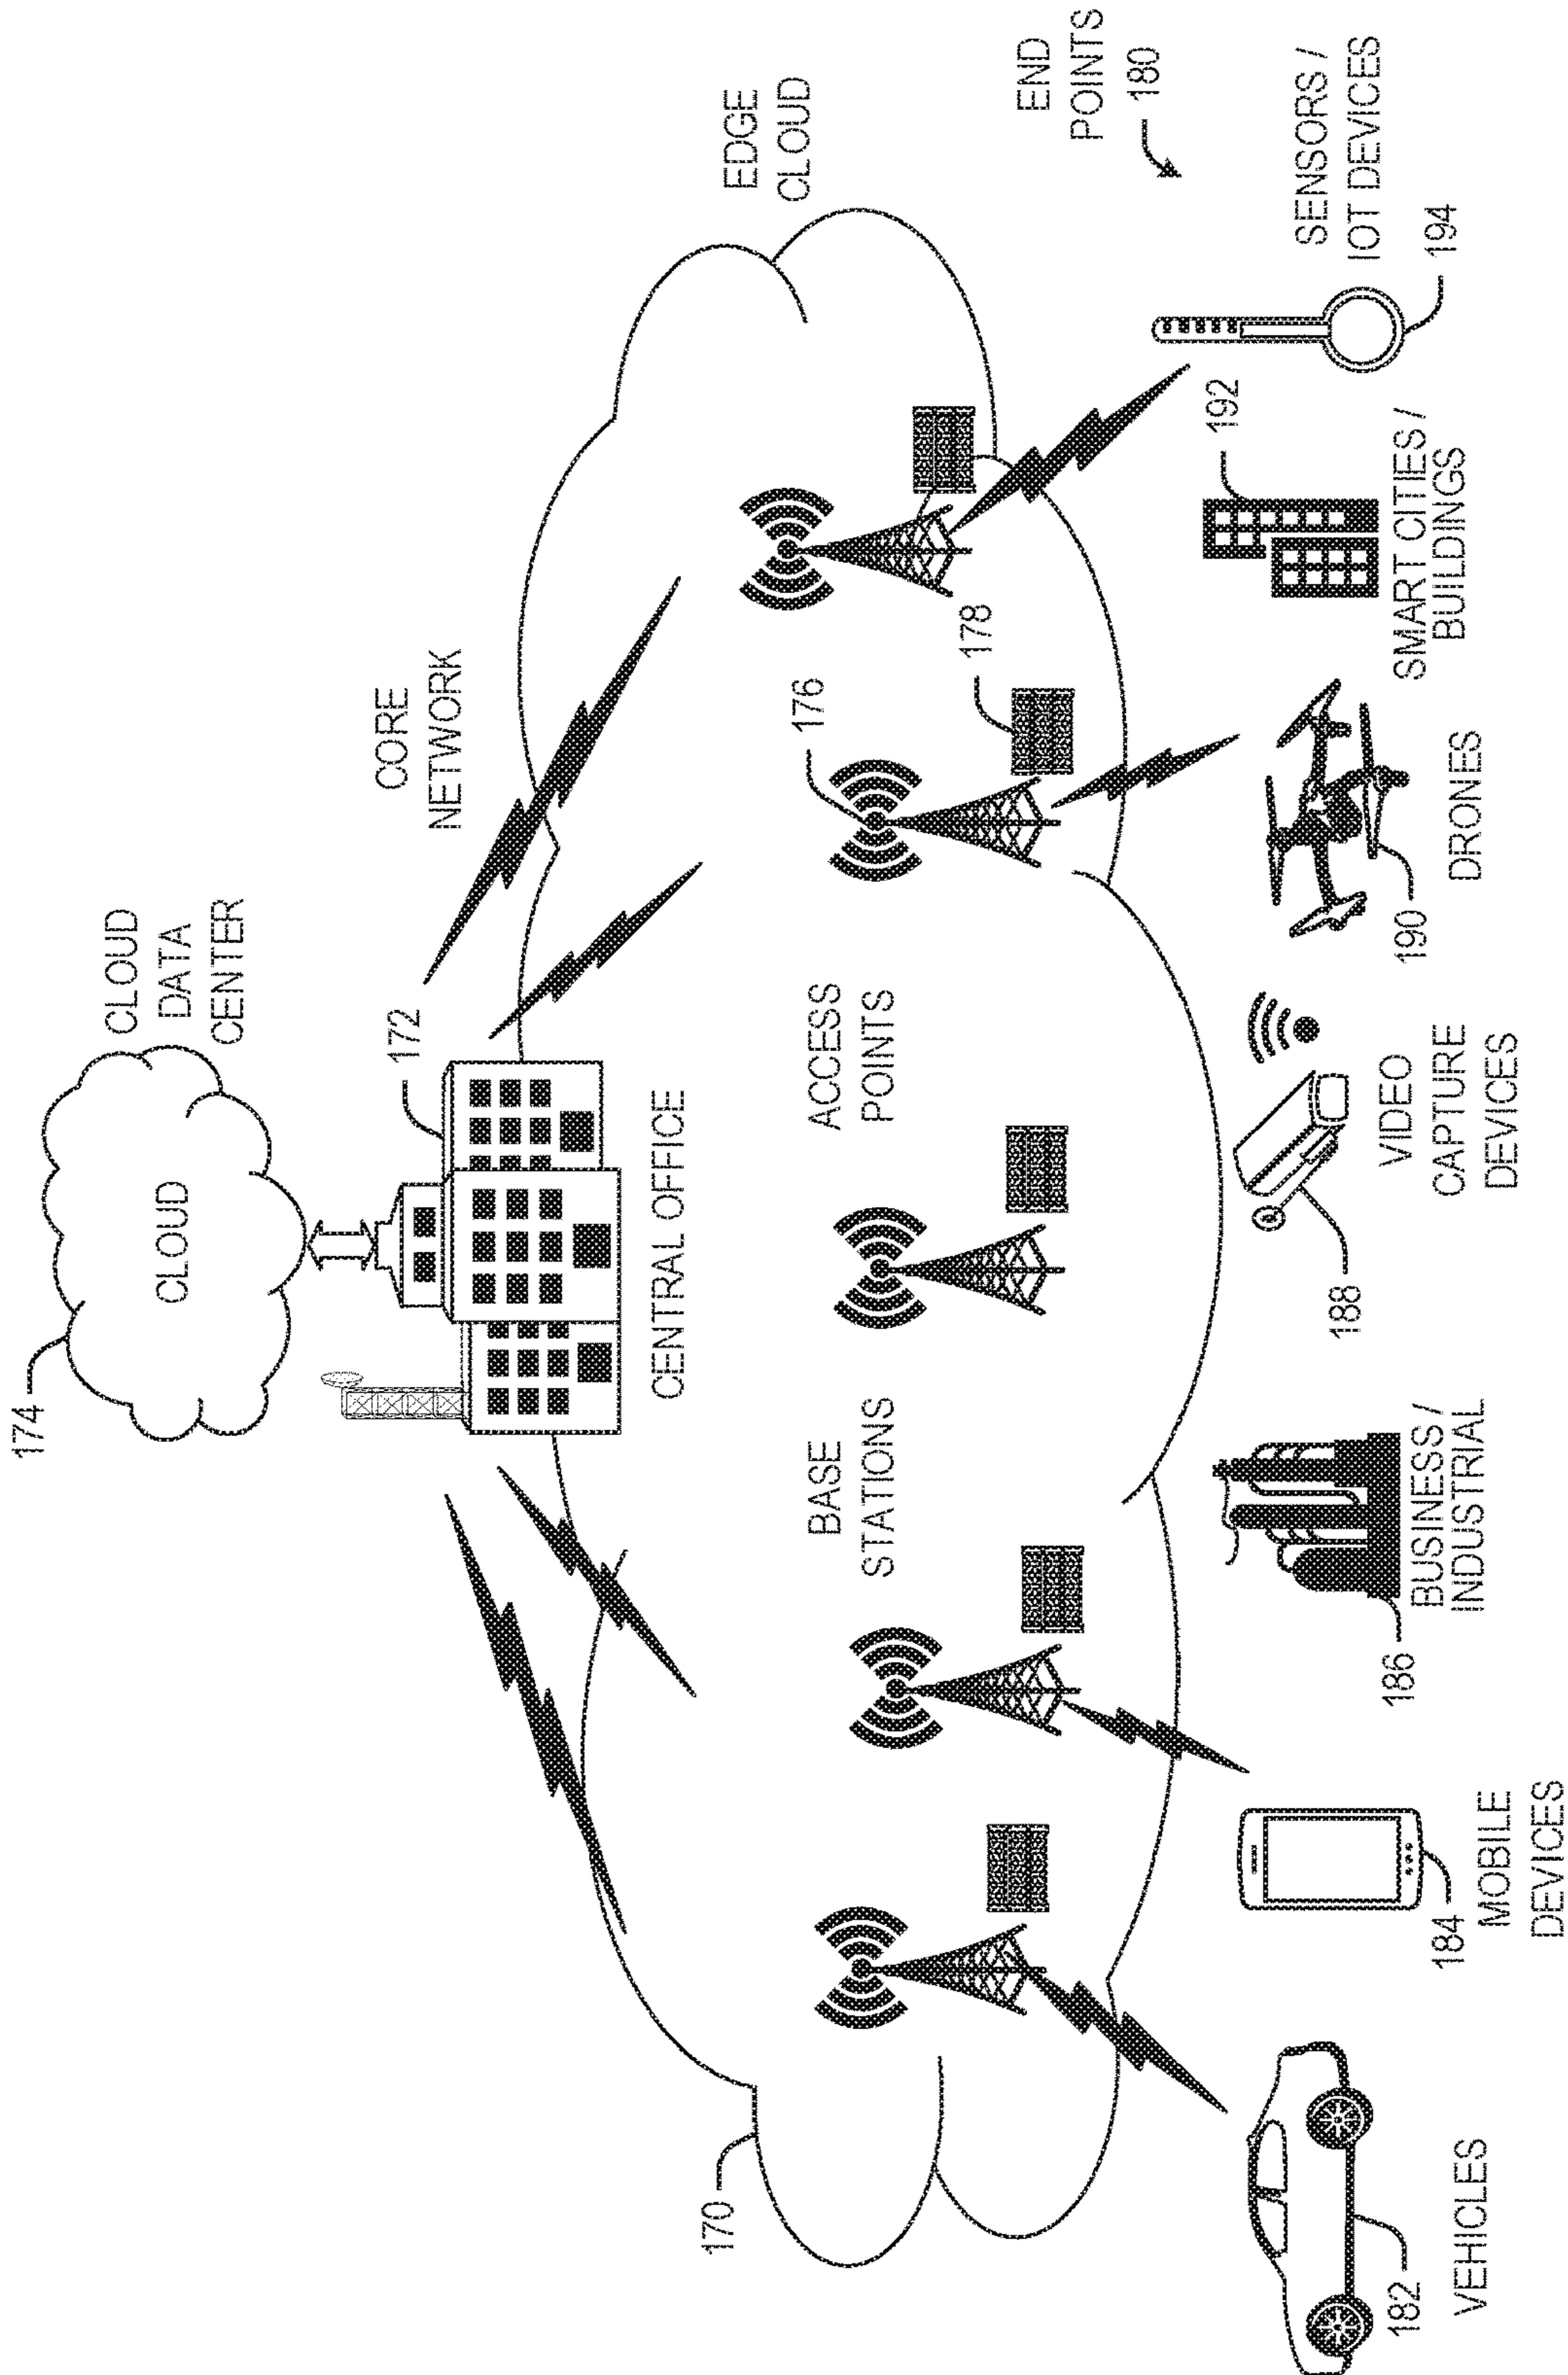 174
CLOUD
CLOUD
DATA
CENTER
172
CENTRAL OFFICE
CORE
NETWORK
170
EDGE
CLOUD
BASE
STATIONS
ACCESS
POINTS
176
178
END
POINTS
180
182
VEHICLES
184
MOBILE
DEVICES
186
BUSINESS /
INDUSTRIAL
188
VIDEO
CAPTURE
DEVICES
190
DRONES
192
SMART CITIES /
BUILDINGS
SENSORS /
IOT DEVICES
194